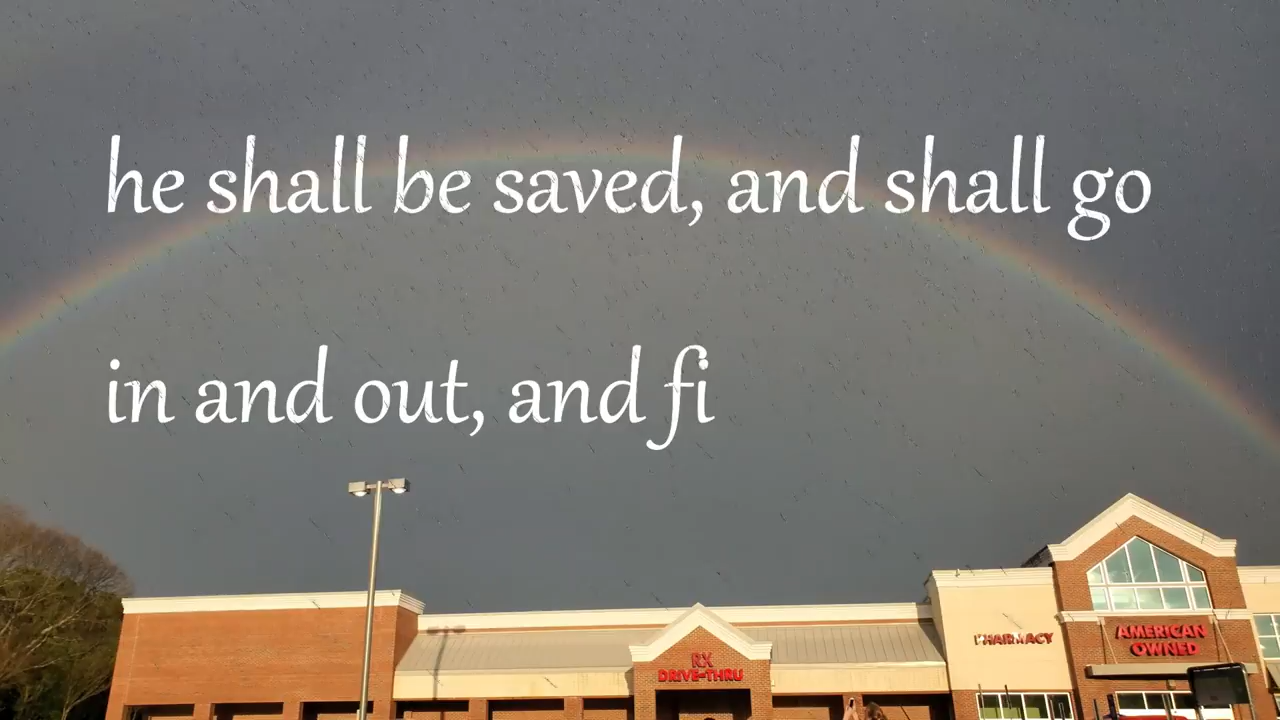 he shall be saved, and shall go
in and out, and fi
PHARMACY
AMERICAN
OWNED
RX
DRIVE-THRU